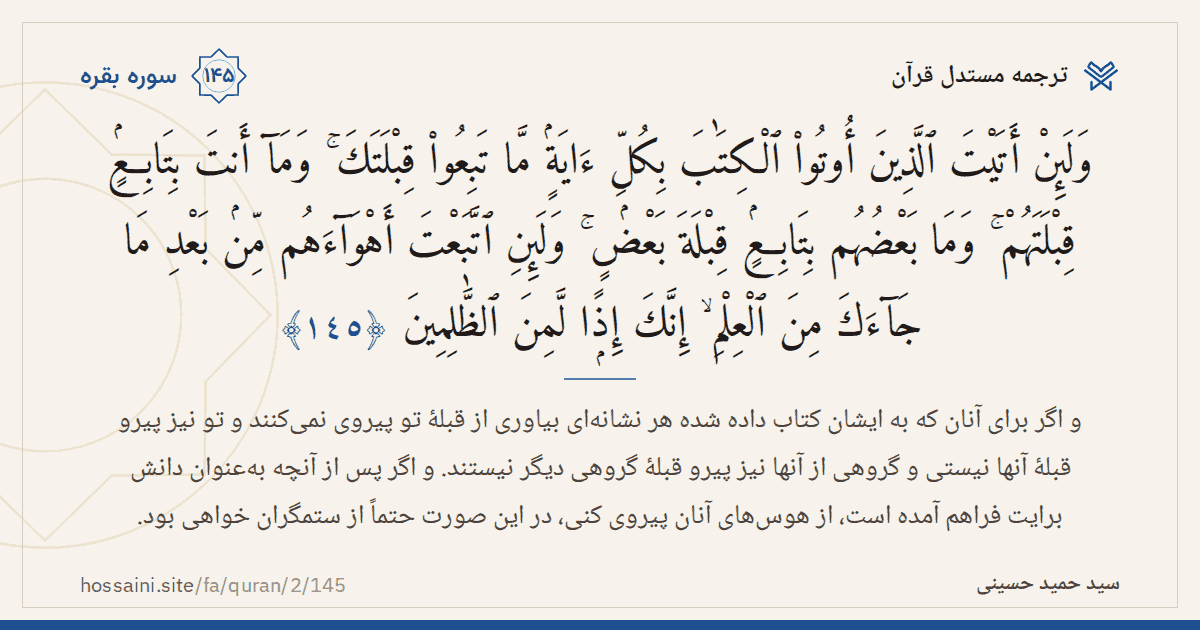 ترجمه مستدل قرآن
۱۴۵ سوره بقره
وَلَئِنْ أَتَيْتَ ٱلَّذِينَ أُوتُوا۟ ٱلْكِتَٰبَ بِكُلِّ ءَايَةٍۢ مَّا تَبِعُوا۟ قِبْلَتَكَ ۚ وَمَآ أَنتَ بِتَابِعٍۢ
قِبْلَتَهُمْ ۚ وَمَا بَعْضُهُم بِتَابِعٍۢ قِبْلَةَ بَعْضٍۢ ۚ وَلَئِنِ ٱتَّبَعْتَ أَهْوَآءَهُم مِّنۢ بَعْدِ مَا
جَآءَكَ مِنَ ٱلْعِلْمِ ۙ إِنَّكَ إِذًۭا لَّمِنَ ٱلظَّٰلِمِينَ ﴿١٤٥﴾
و اگر برای آنان که به ایشان کتاب داده شده هر نشانه‌ای بیاوری از قبلهٔ تو پیروی نمی‌کنند و تو نیز پیرو
قبلهٔ آنها نیستی و گروهی از آنها نیز پیرو قبلهٔ گروهی دیگر نیستند. و اگر پس از آنچه به‌عنوان دانش
برایت فراهم آمده است، از هوس‌های آنان پیروی کنی، در این صورت حتماً از ستمگران خواهی بود.
سید حمید حسینی
hossaini.site/fa/quran/2/145